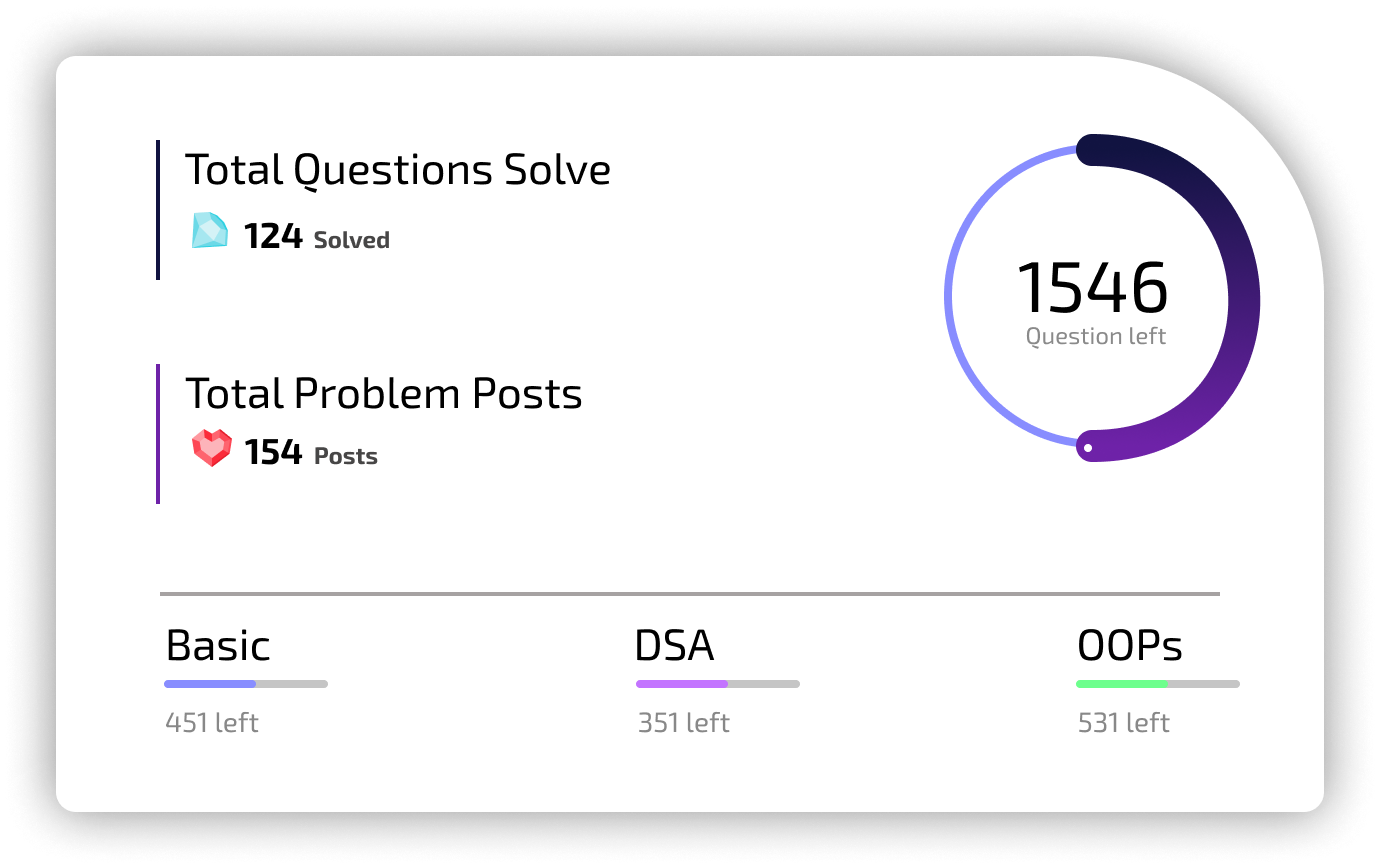 Total Questions Solve
124 Solved
1546
Question left
Total Problem Posts
154 Posts
Basic
DSA
OOPs
451 left
351 left
531 left